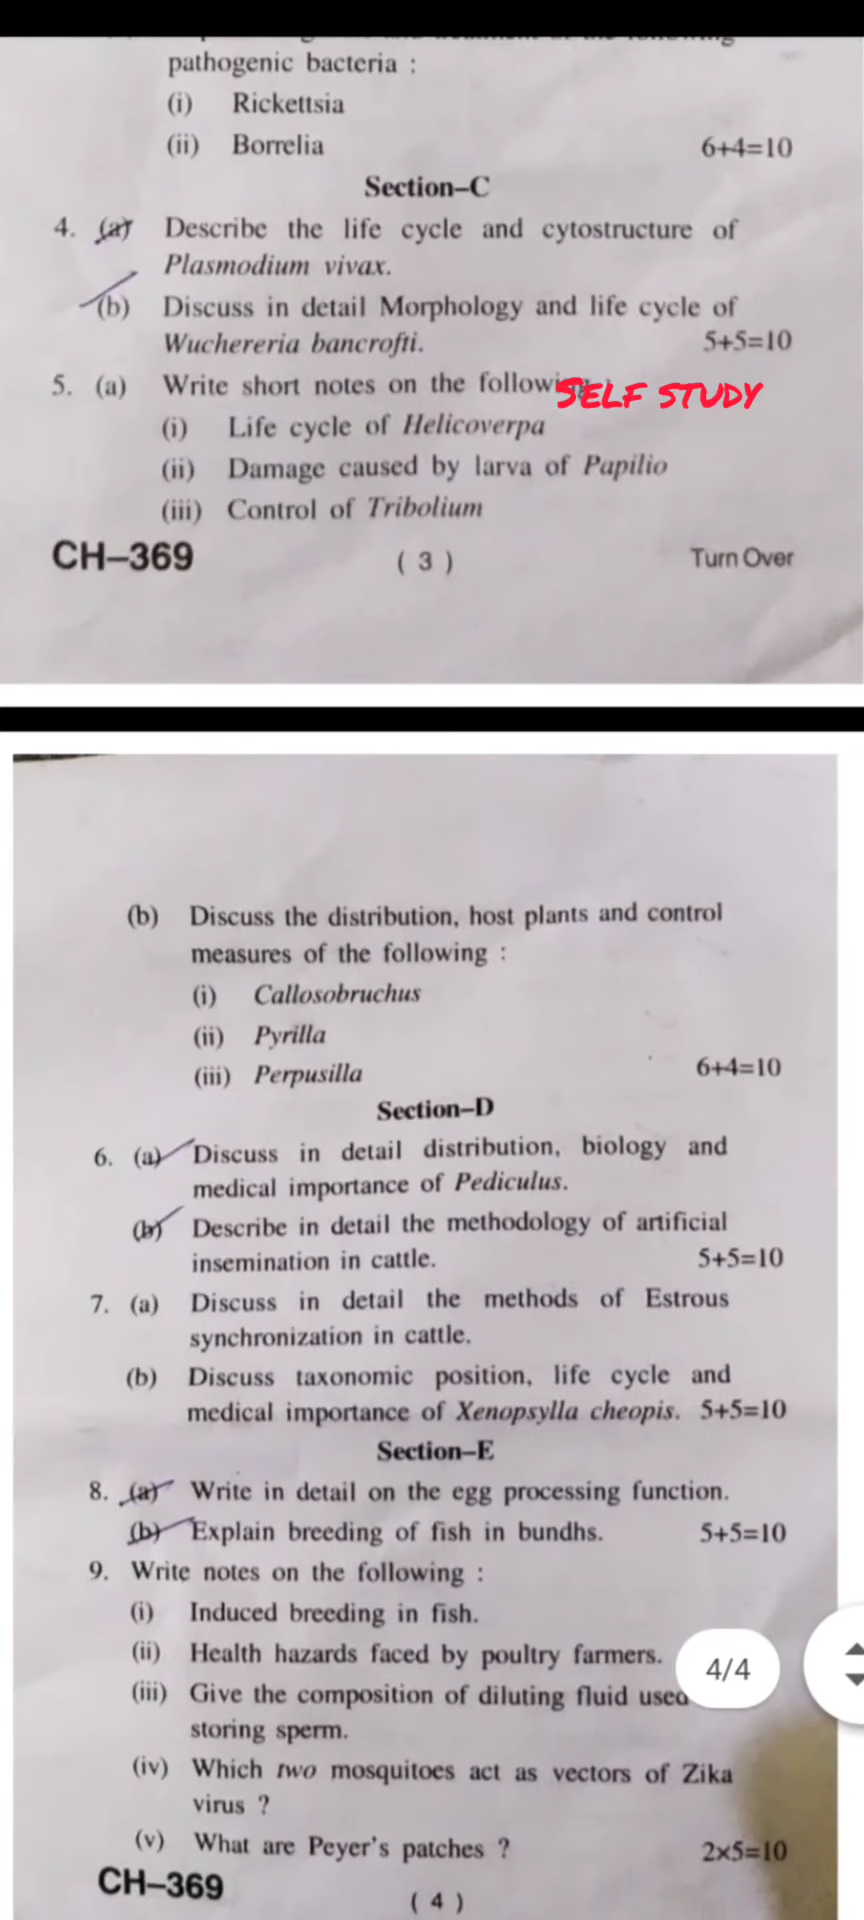 pathogenic bacteria :
(i) Rickettsia
(ii) Borrelia 6+4=10
Section–C
4. (a) Describe the life cycle and cytostructure of
Plasmodium vivax.
(b) Discuss in detail Morphology and life cycle of
Wuchereria bancrofti. 5+5=10
5. (a) Write short notes on the
SELF STUDY
(i) Life cycle of Helicoverpa
(ii) Damage caused by larva of Papilio
(iii) Control of Tribolium
CH–369 ( 3 ) Turn Over
(b) Discuss the distribution, host plants and control
measures of the following :
(i) Callosobruchus
(ii) Pyrilla
(iii) Perpusilla 6+4=10
Section–D
6. (a) Discuss in detail distribution, biology and
medical importance of Pediculus.
(b) Describe in detail the methodology of artificial
insemination in cattle. 5+5=10
7. (a) Discuss in detail the methods of Estrous
synchronization in cattle.
(b) Discuss taxonomic position, life cycle and
medical importance of Xenopsylla cheopis. 5+5=10
Section–E
8. (a) Write in detail on the egg processing function.
(b) Explain breeding of fish in bundhs. 5+5=10
9. Write notes on the following :
(i) Induced breeding in fish.
(ii) Health hazards faced by poultry farmers.
4/4
(iii) Give the composition of diluting fluid used
storing sperm.
(iv) Which two mosquitoes act as vectors of Zika
virus ?
(v) What are Peyer's patches ? 2×5=10
CH–369 ( 4 )